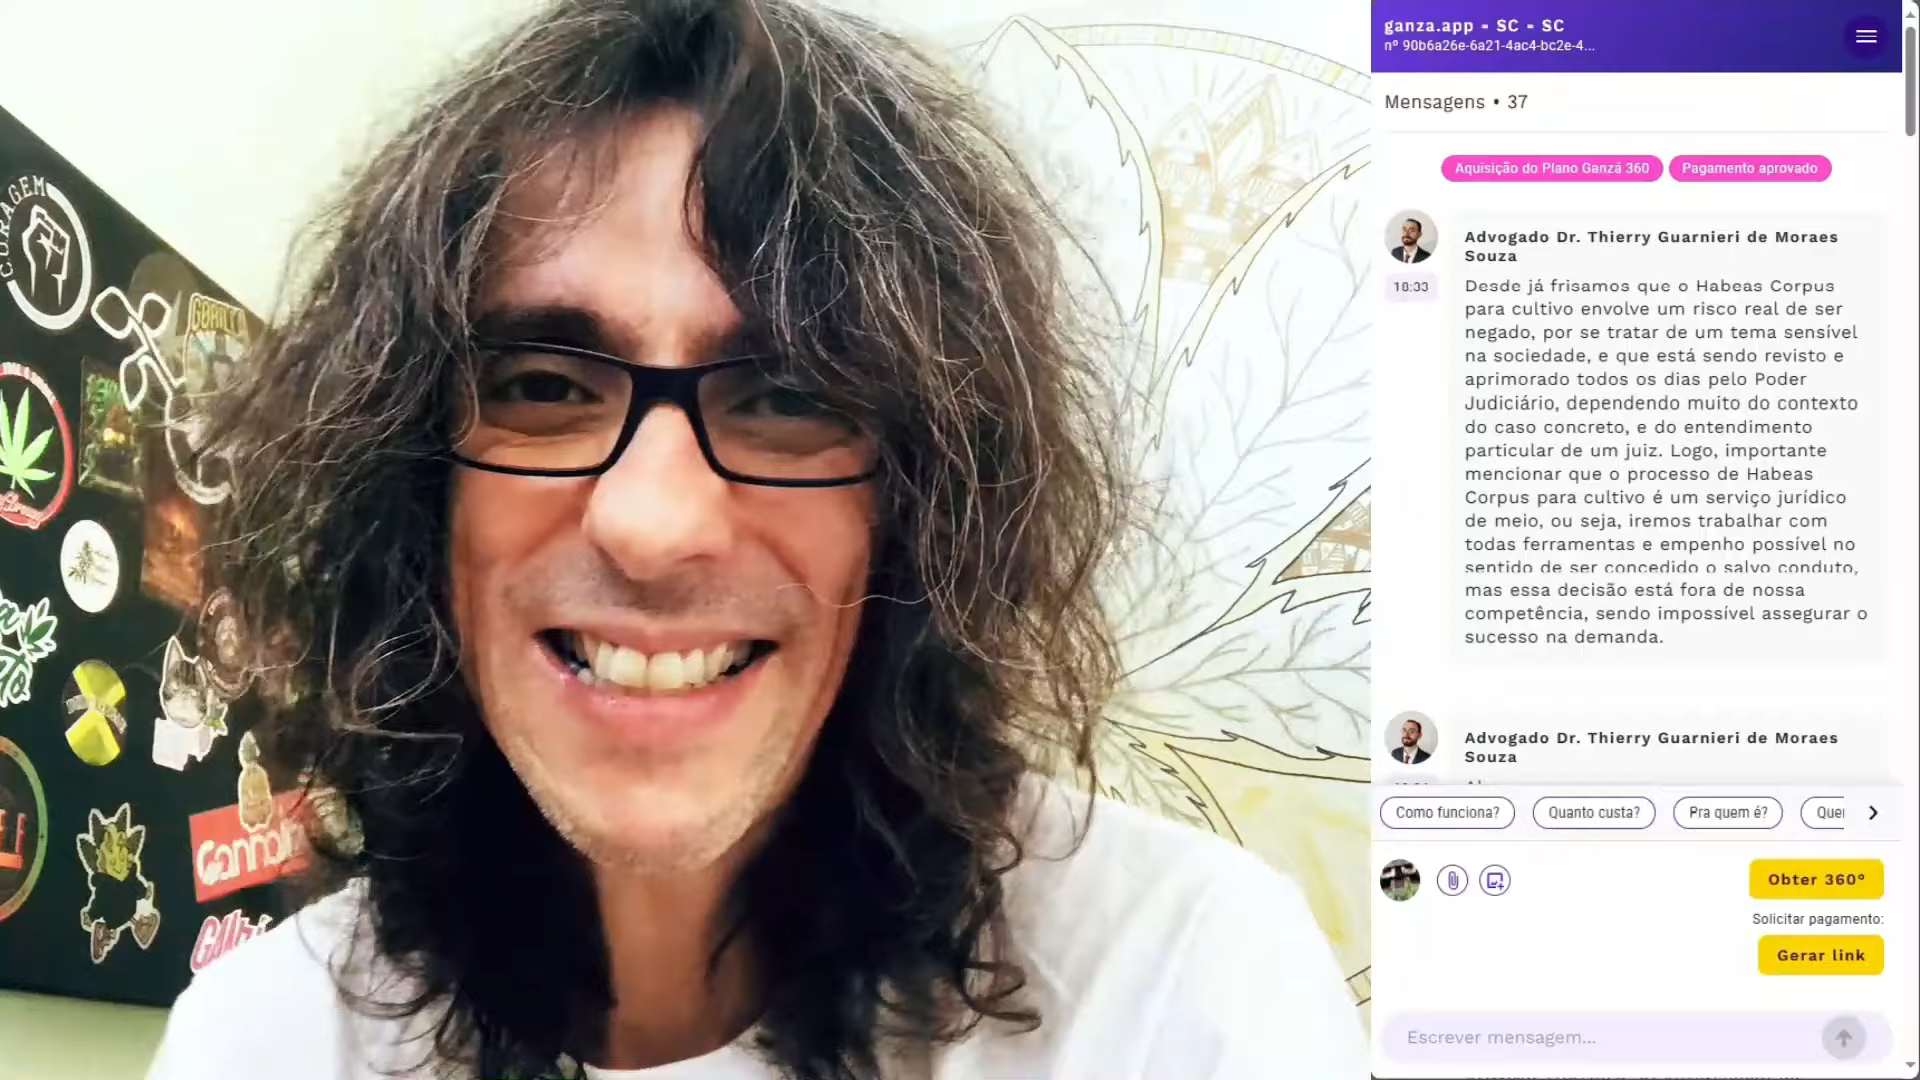 CORAGEM
GORILLA
ganza.app - SC - SC
nº 90b6a26e-6a21-4ac4-bc2e-4...
Mensagens • 37
Aquisição do Plano Ganzá 360
Pagamento aprovado
Advogado Dr. Thierry Guarnieri de Moraes
Souza
18:33
Desde já frisamos que o Habeas Corpus
para cultivo envolve um risco real de ser
negado, por se tratar de um tema sensível
na sociedade, e que está sendo revisto e
aprimorado todos os dias pelo Poder
Judiciário, dependendo muito do contexto
do caso concreto, e do entendimento
particular de um juiz. Logo, importante
mencionar que o processo de Habeas
Corpus para cultivo é um serviço jurídico
de meio, ou seja, iremos trabalhar com
todas ferramentas e empenho possível no
sentido de ser concedido o salvo conduto,
mas essa decisão está fora de nossa
competência, sendo impossível assegurar o
sucesso na demanda.
Advogado Dr. Thierry Guarnieri de Moraes
Souza
Como funciona?
Quanto custa?
Pra quem é?
Quer
Obter 360º
Solicitar pagamento:
Gerar link
Escrever mensagem...